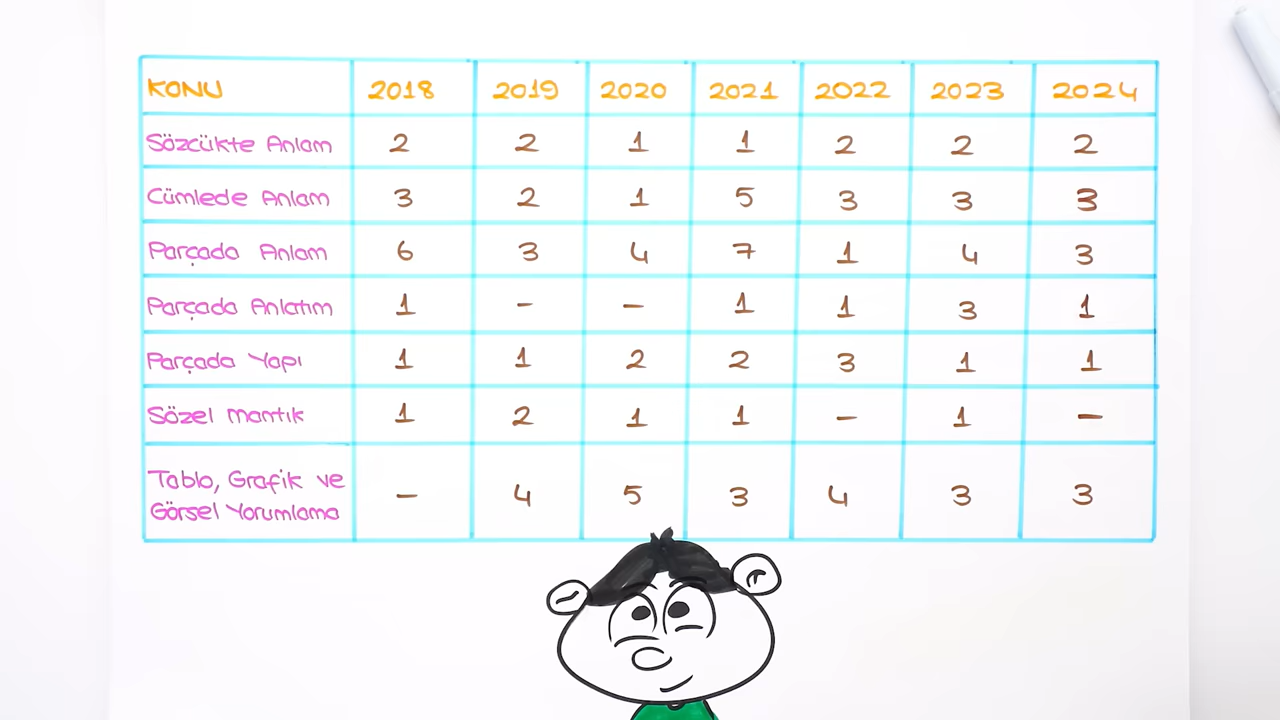 KONU 2018 2019 2020 2021 2022 2023 2024
Sözcükte Anlam 2 2 1 1 2 2 2
Cümlede Anlam 3 2 1 5 3 3 3
Parçada Anlam 6 3 4 7 1 4 3
Parçada Anlatım 1 - - 1 1 3 1
Parçada Yapı 1 1 2 2 3 1 1
Sözel Mantık 1 2 1 1 - 1 -
Tablo, Grafik ve
Görsel Yorumlama - 4 5 3 4 3 3